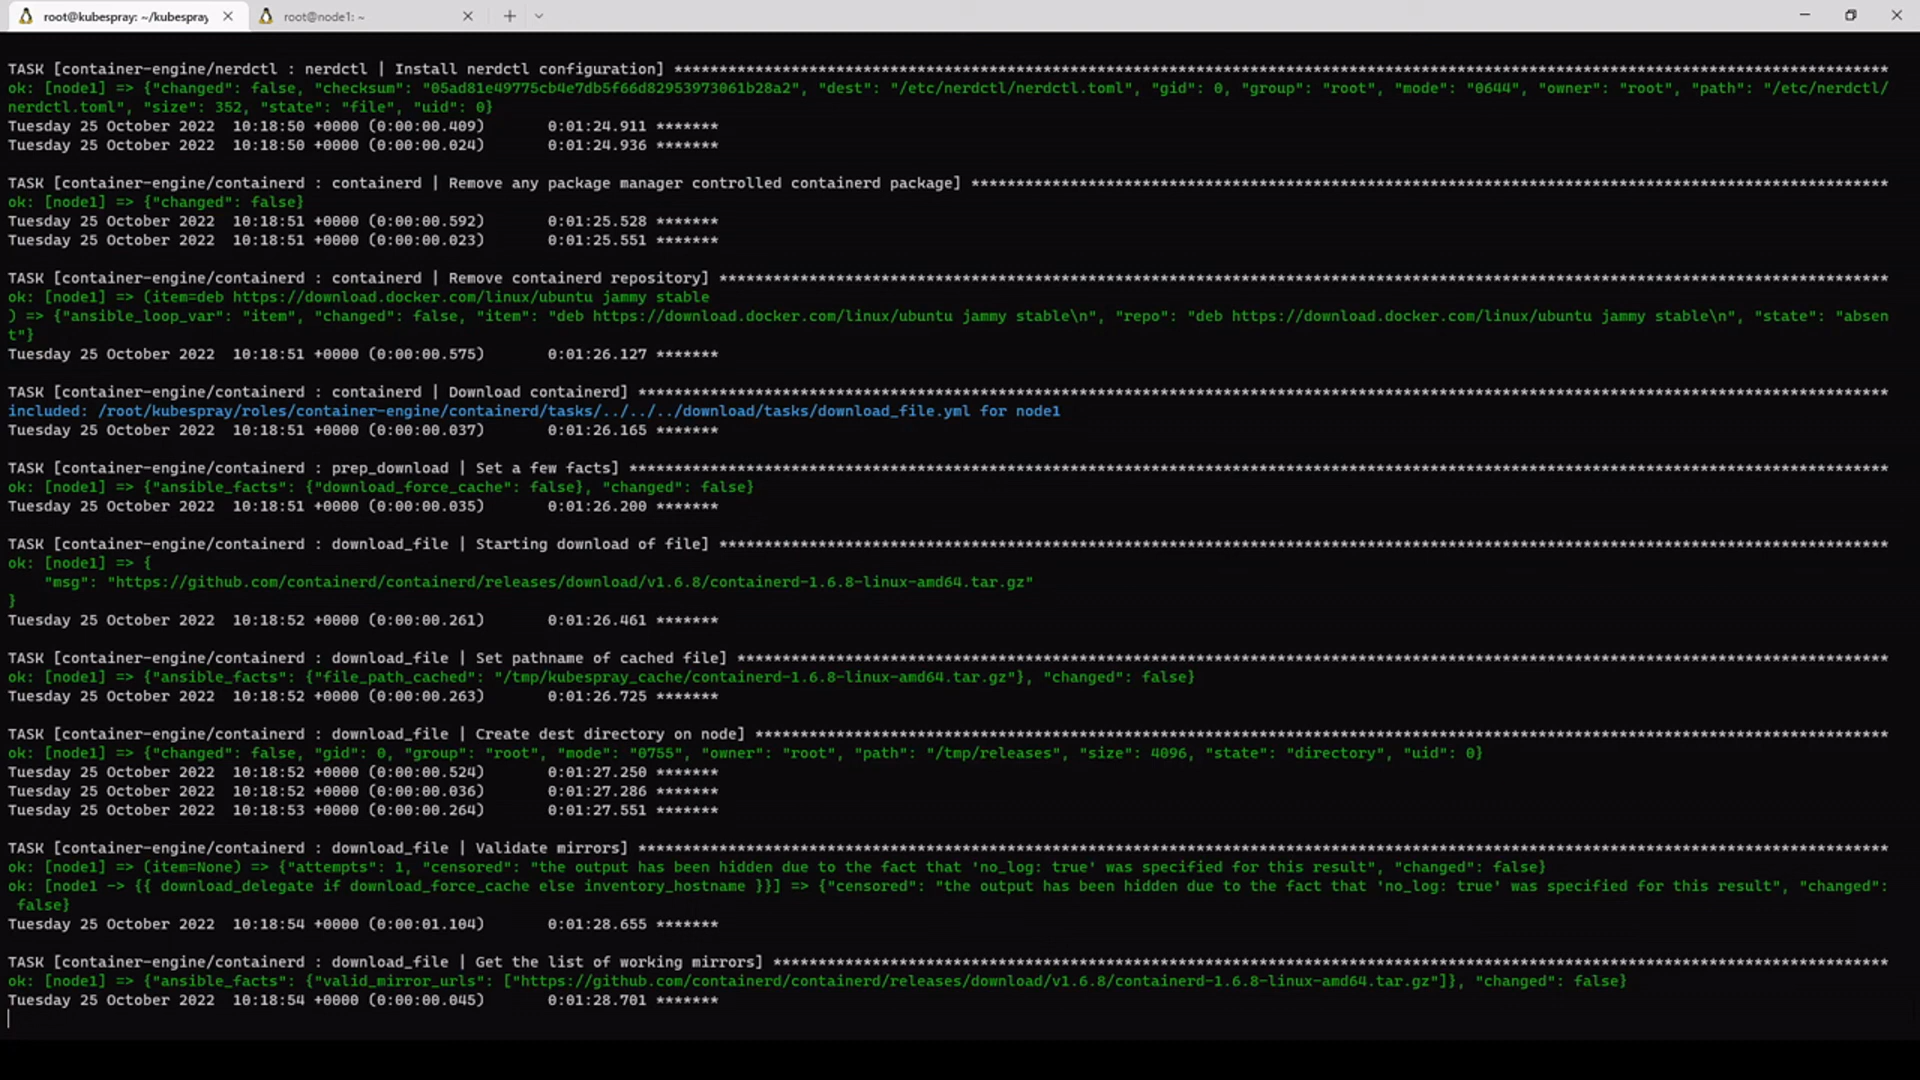 root@kubespray: ~/kubespray
root@node1: ~
TASK [container-engine/nerdctl : nerdctl | Install nerdctl configuration] ***************************************************************************************************************************************
ok: [node1] => {"changed": false, "checksum": "05ad81e49775cb4e7db5f66d82953973061b28a2", "dest": "/etc/nerdctl/nerdctl.toml", "gid": 0, "group": "root", "mode": "0644", "owner": "root", "path": "/etc/nerdctl/
nerdctl.toml", "size": 352, "state": "file", "uid": 0}
Tuesday 25 October 2022  10:18:50 +0000 (0:00:00.409)       0:01:24.911 *******
Tuesday 25 October 2022  10:18:50 +0000 (0:00:00.024)       0:01:24.936 *******
TASK [container-engine/containerd : containerd | Remove any package manager controlled containerd package] ******************************************************************************************************
ok: [node1] => {"changed": false}
Tuesday 25 October 2022  10:18:51 +0000 (0:00:00.592)       0:01:25.528 *******
Tuesday 25 October 2022  10:18:51 +0000 (0:00:00.023)       0:01:25.551 *******
TASK [container-engine/containerd : containerd | Remove containerd repository] **********************************************************************************************************************************
ok: [node1] => (item=deb https://download.docker.com/linux/ubuntu jammy stable
) => {"ansible_loop_var": "item", "changed": false, "item": "deb https://download.docker.com/linux/ubuntu jammy stable\n", "repo": "deb https://download.docker.com/linux/ubuntu jammy stable\n", "state": "absen
t"}
Tuesday 25 October 2022  10:18:51 +0000 (0:00:00.575)       0:01:26.127 *******
TASK [container-engine/containerd : containerd | Download containerd] *******************************************************************************************************************************************
included: /root/kubespray/roles/container-engine/containerd/tasks/../../../download/tasks/download_file.yml for node1
Tuesday 25 October 2022  10:18:51 +0000 (0:00:00.037)       0:01:26.165 *******
TASK [container-engine/containerd : prep_download | Set a few facts] ********************************************************************************************************************************************
ok: [node1] => {"ansible_facts": {"download_force_cache": false}, "changed": false}
Tuesday 25 October 2022  10:18:51 +0000 (0:00:00.035)       0:01:26.200 *******
TASK [container-engine/containerd : download_file | Starting download of file] **********************************************************************************************************************************
ok: [node1] => {
    "msg": "https://github.com/containerd/containerd/releases/download/v1.6.8/containerd-1.6.8-linux-amd64.tar.gz"
}
Tuesday 25 October 2022  10:18:52 +0000 (0:00:00.261)       0:01:26.461 *******
TASK [container-engine/containerd : download_file | Set pathname of cached file] ********************************************************************************************************************************
ok: [node1] => {"ansible_facts": {"file_path_cached": "/tmp/kubespray_cache/containerd-1.6.8-linux-amd64.tar.gz"}, "changed": false}
Tuesday 25 October 2022  10:18:52 +0000 (0:00:00.263)       0:01:26.725 *******
TASK [container-engine/containerd : download_file | Create dest directory on node] ******************************************************************************************************************************
ok: [node1] => {"changed": false, "gid": 0, "group": "root", "mode": "0755", "owner": "root", "path": "/tmp/releases", "size": 4096, "state": "directory", "uid": 0}
Tuesday 25 October 2022  10:18:52 +0000 (0:00:00.524)       0:01:27.250 *******
Tuesday 25 October 2022  10:18:52 +0000 (0:00:00.036)       0:01:27.286 *******
Tuesday 25 October 2022  10:18:53 +0000 (0:00:00.264)       0:01:27.551 *******
TASK [container-engine/containerd : download_file | Validate mirrors] *******************************************************************************************************************************************
ok: [node1] => (item=None) => {"attempts": 1, "censored": "the output has been hidden due to the fact that 'no_log: true' was specified for this result", "changed": false}
ok: [node1 -> {{ download_delegate if download_force_cache else inventory_hostname }}] => {"censored": "the output has been hidden due to the fact that 'no_log: true' was specified for this result", "changed":
 false}
Tuesday 25 October 2022  10:18:54 +0000 (0:00:01.104)       0:01:28.655 *******
TASK [container-engine/containerd : download_file | Get the list of working mirrors] ****************************************************************************************************************************
ok: [node1] => {"ansible_facts": {"valid_mirror_urls": ["https://github.com/containerd/containerd/releases/download/v1.6.8/containerd-1.6.8-linux-amd64.tar.gz"]}, "changed": false}
Tuesday 25 October 2022  10:18:54 +0000 (0:00:00.045)       0:01:28.701 *******